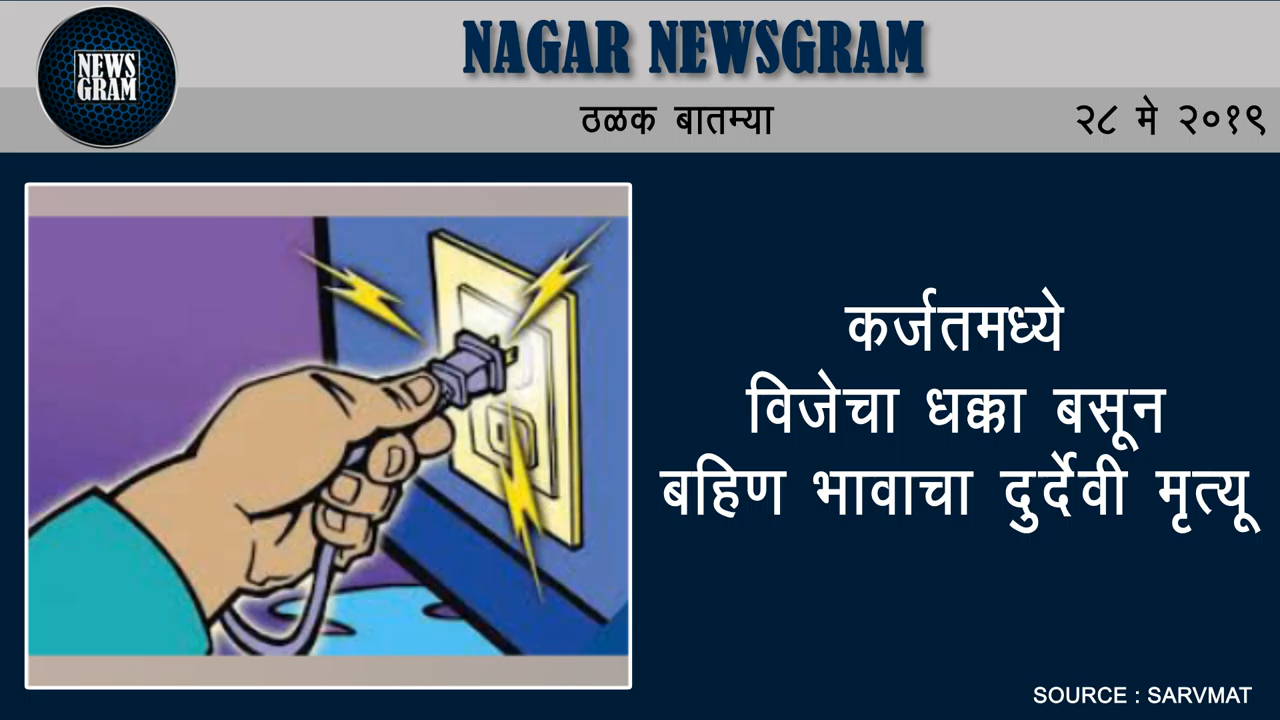 NEWS
GRAM
NAGAR NEWSGRAM
ठळक बातम्या
२८ मे २०१९
कर्जतमध्ये
विजेचा धक्का बसून
बहिण भावाचा दुर्देवी मृत्यू
SOURCE : SARVMAT